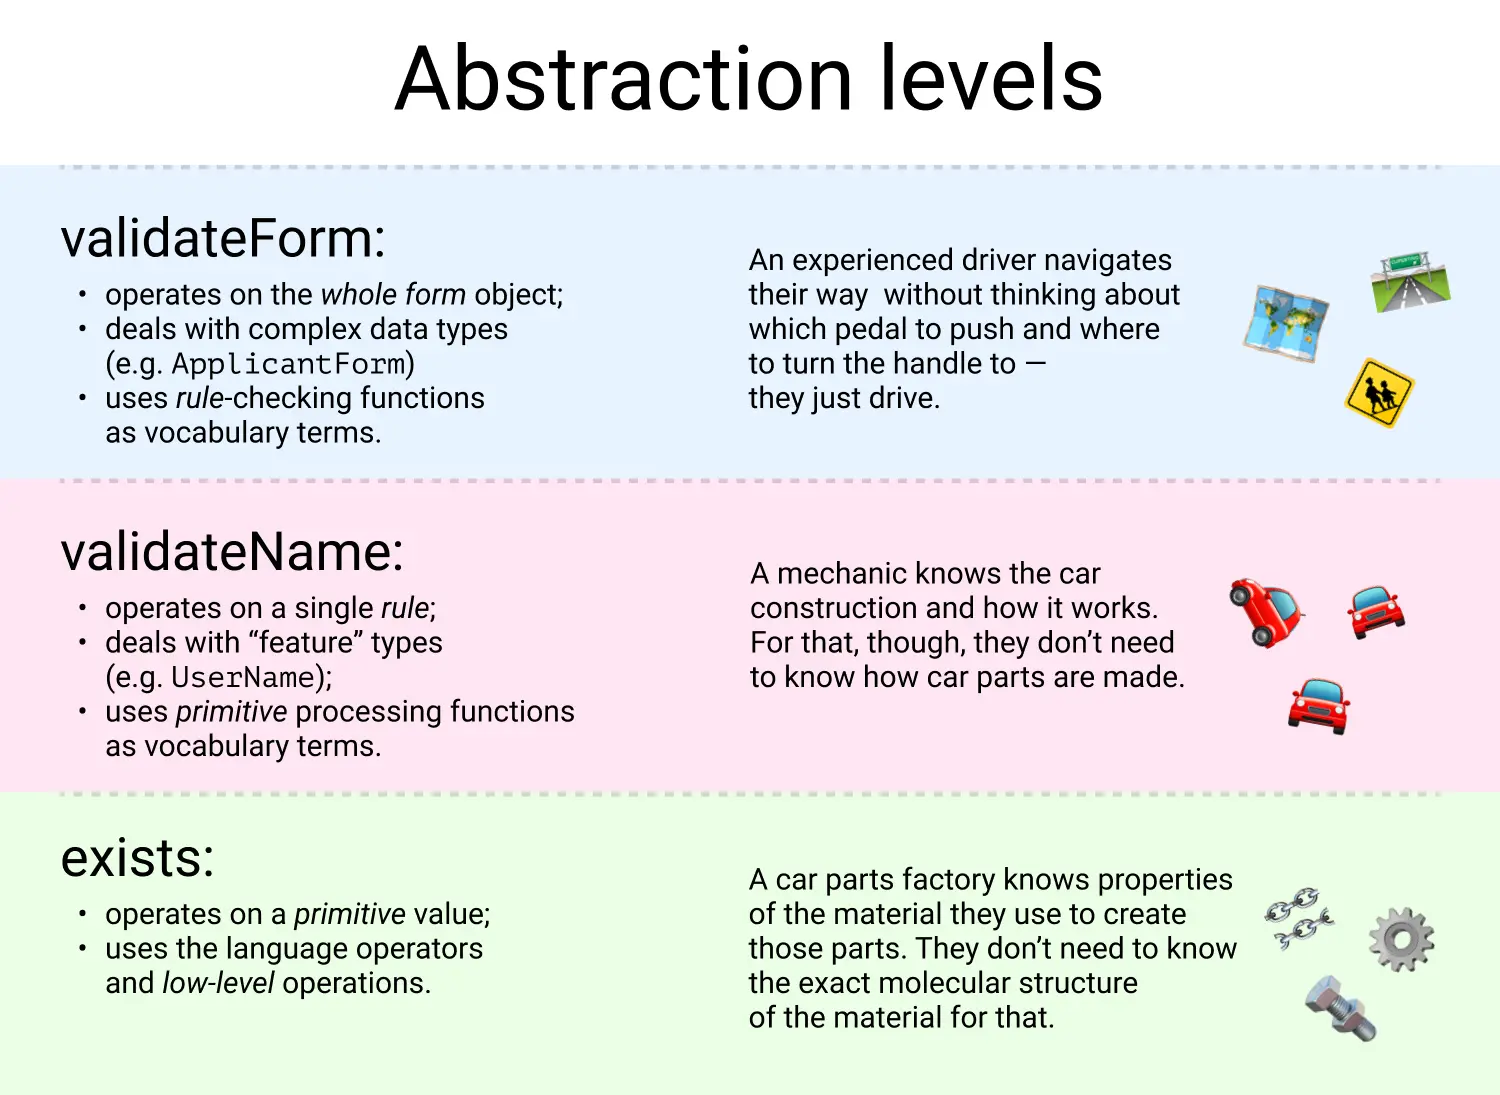 Abstraction levels
validateForm:
• operates on the whole form object;
• deals with complex data types
(e.g. ApplicantForm)
• uses rule-checking functions
as vocabulary terms.
An experienced driver navigates
their way  without thinking about
which pedal to push and where
to turn the handle to —
they just drive.
validateName:
• operates on a single rule;
• deals with “feature” types
(e.g. UserName);
• uses primitive processing functions
as vocabulary terms.
A mechanic knows the car
construction and how it works.
For that, though, they don’t need
to know how car parts are made.
exists:
• operates on a primitive value;
• uses the language operators
and low-level operations.
A car parts factory knows properties
of the material they use to create
those parts. They don’t need to know
the exact molecular structure
of the material for that.